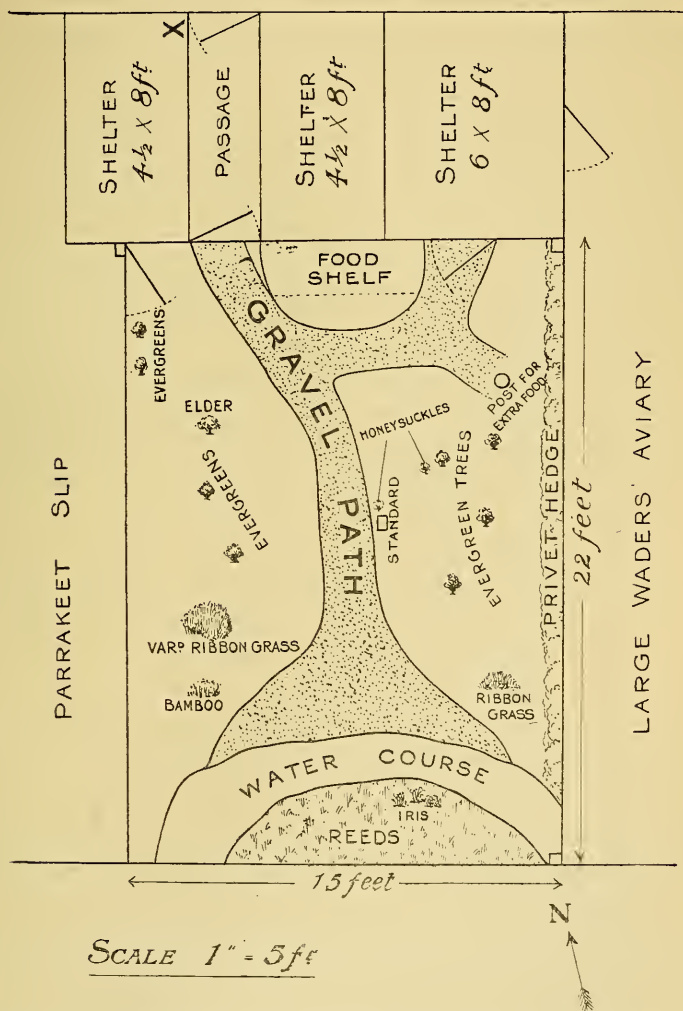 SHELTER
4½ X 8ft
X
PASSAGE
SHELTER
4½ X 8ft
SHELTER
6 X 8ft
FOOD
SHELF
GRAVEL PATH
EVERGREENS
ELDER
EVERGREENS
HONEYSUCKLES
STANDARD
POST FOR
EXTRA FOOD
EVERGREEN TREES
PRIVET HEDGE
22 feet
PARRAKEET SLIP
LARGE WADERS' AVIARY
VARD RIBBON GRASS
BAMBOO
RIBBON
GRASS
WATER COURSE
IRIS
REEDS
15 feet
N
SCALE 1" = 5ft